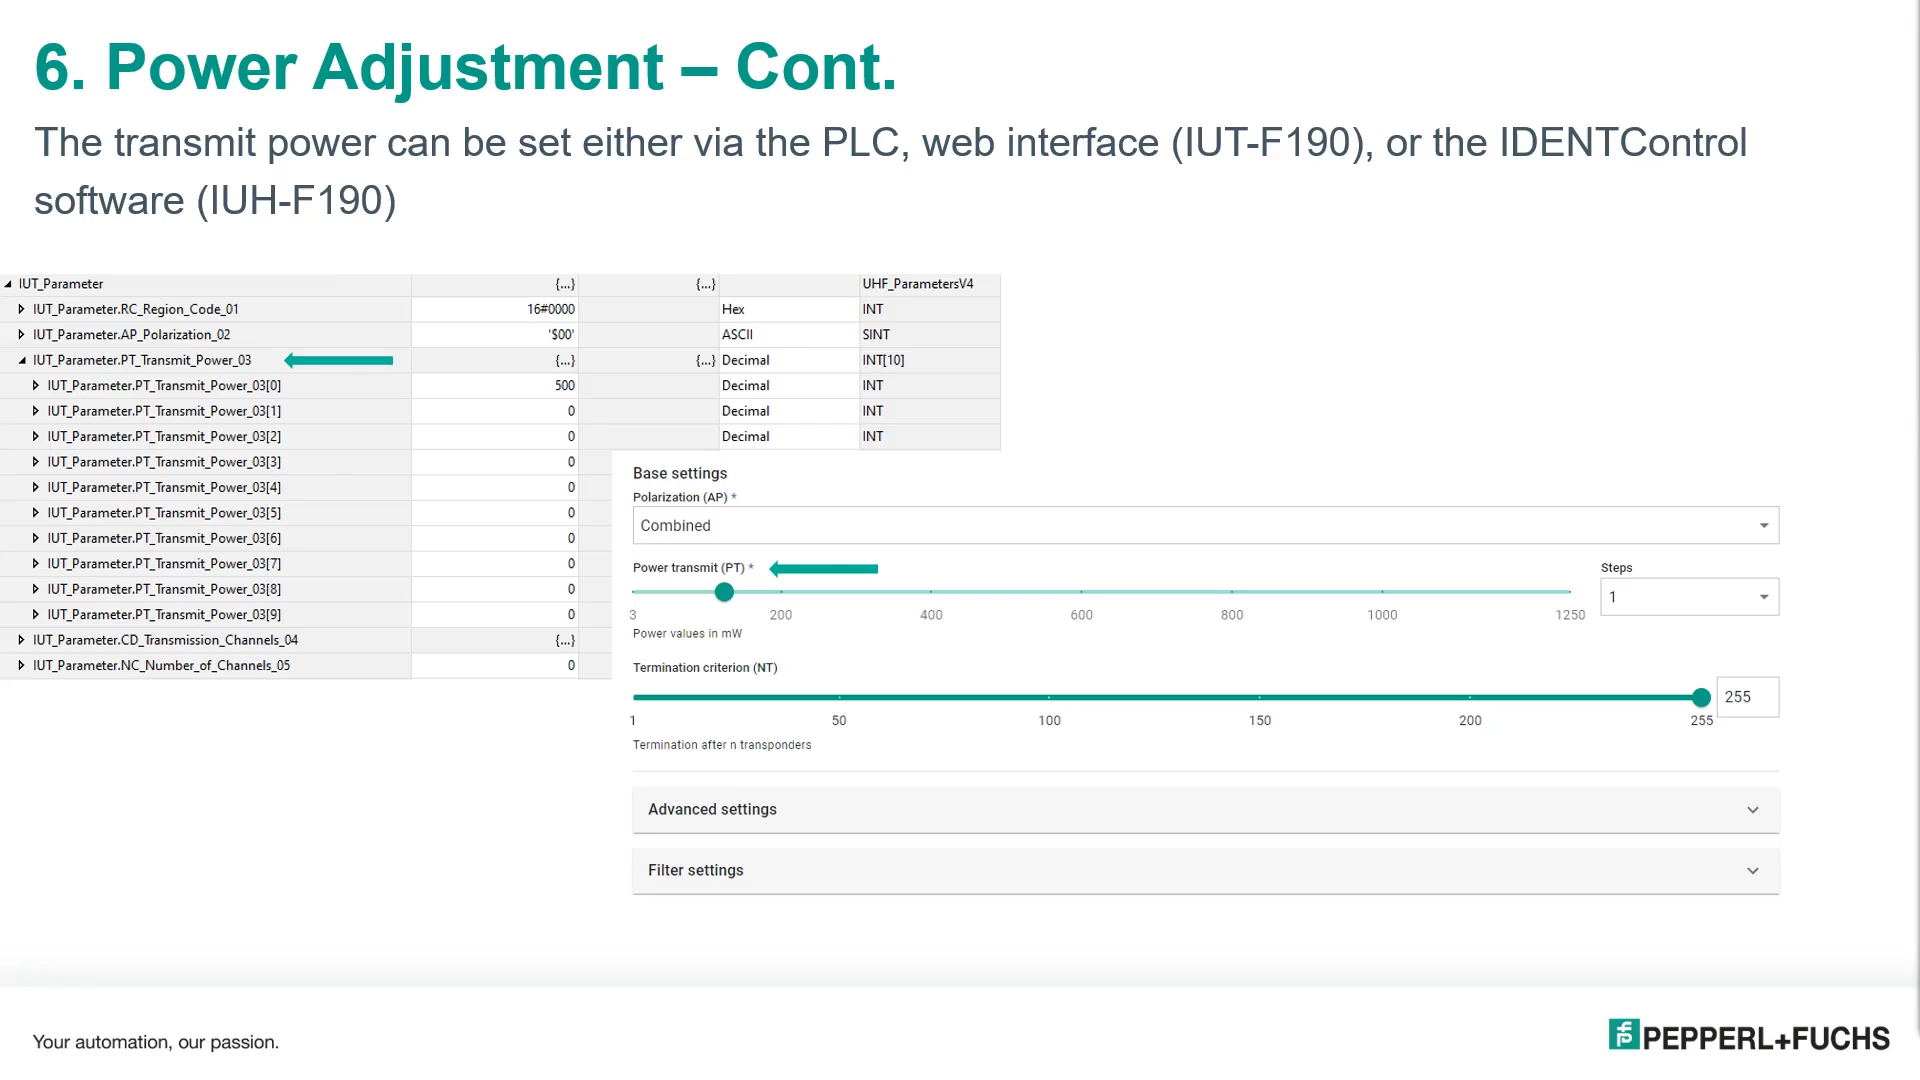 6. Power Adjustment – Cont.
The transmit power can be set either via the PLC, web interface (IUT-F190), or the IDENTControl
software (IUH-F190)
IUT_Parameter {...} {...} UHF_ParametersV4
IUT_Parameter.RC_Region_Code_01 16#0000 Hex INT
IUT_Parameter.AP_Polarization_02 '$00' ASCII SINT
IUT_Parameter.PT_Transmit_Power_03 {...} {...} Decimal INT[10]
IUT_Parameter.PT_Transmit_Power_03[0] 500 Decimal INT
IUT_Parameter.PT_Transmit_Power_03[1] 0 Decimal INT
IUT_Parameter.PT_Transmit_Power_03[2] 0 Decimal INT
IUT_Parameter.PT_Transmit_Power_03[3] 0
IUT_Parameter.PT_Transmit_Power_03[4] 0
IUT_Parameter.PT_Transmit_Power_03[5] 0
IUT_Parameter.PT_Transmit_Power_03[6] 0
IUT_Parameter.PT_Transmit_Power_03[7] 0
IUT_Parameter.PT_Transmit_Power_03[8] 0
IUT_Parameter.PT_Transmit_Power_03[9] 0
IUT_Parameter.CD_Transmission_Channels_04 {...}
IUT_Parameter.NC_Number_of_Channels_05 0
Base settings
Polarization (AP) *
Combined
Power transmit (PT) * Steps
1
3 200 400 600 800 1000 1250
Power values in mW
Termination criterion (NT)
255
1 50 100 150 200 255
Termination after n transponders
Advanced settings
Filter settings
Your automation, our passion.
PEPPERL+FUCHS